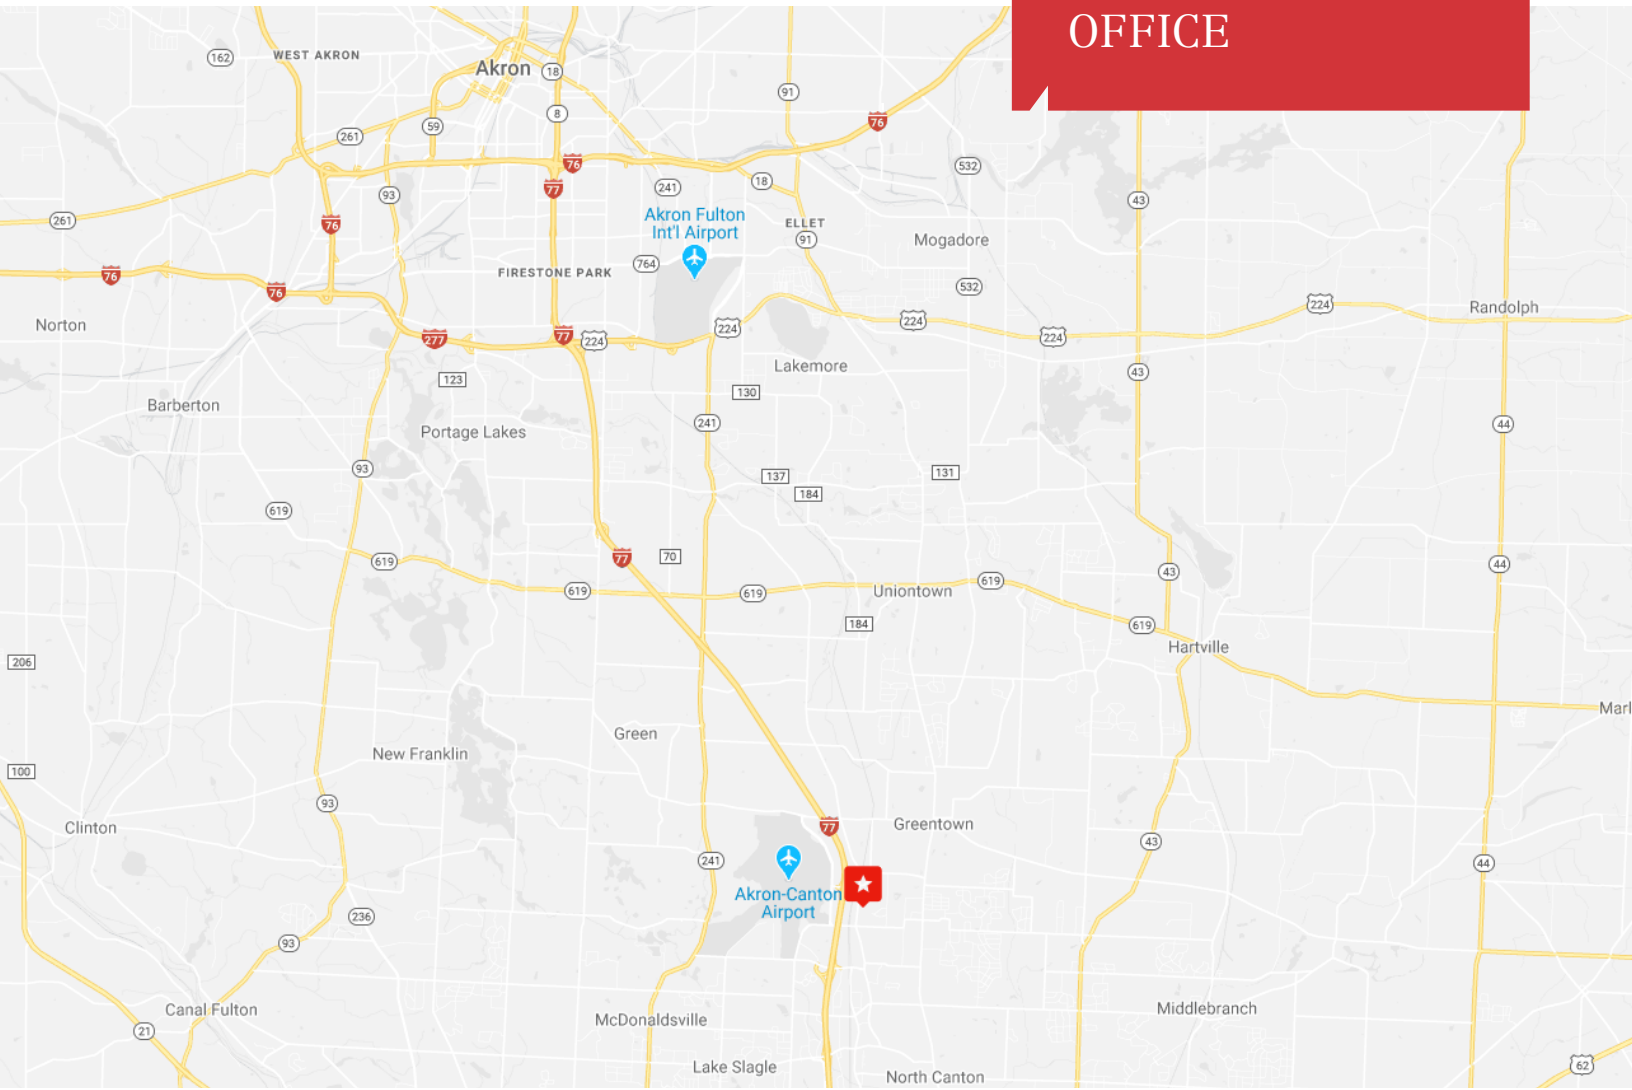 OFFICE
162
WEST AKRON
Akron
18
91
8
76
59
261
76
532
18
77
241
93
43
Akron Fulton
Int'l Airport
261
76
ELLET
91
Mogadore
764
FIRESTONE PARK
76
76
532
224
Randolph
224
Norton
277
77
224
224
224
Lakemore
43
123
130
Barberton
241
44
Portage Lakes
93
137
131
184
619
77
70
619
44
43
619
619
Uniontown
619
184
619
Hartville
206
Marl
Green
New Franklin
100
93
77
Greentown
Clinton
43
241
44
Akron-Canton
Airport
236
93
Canal Fulton
McDonaldsville
Middlebranch
21
Lake Slagle
62
North Canton